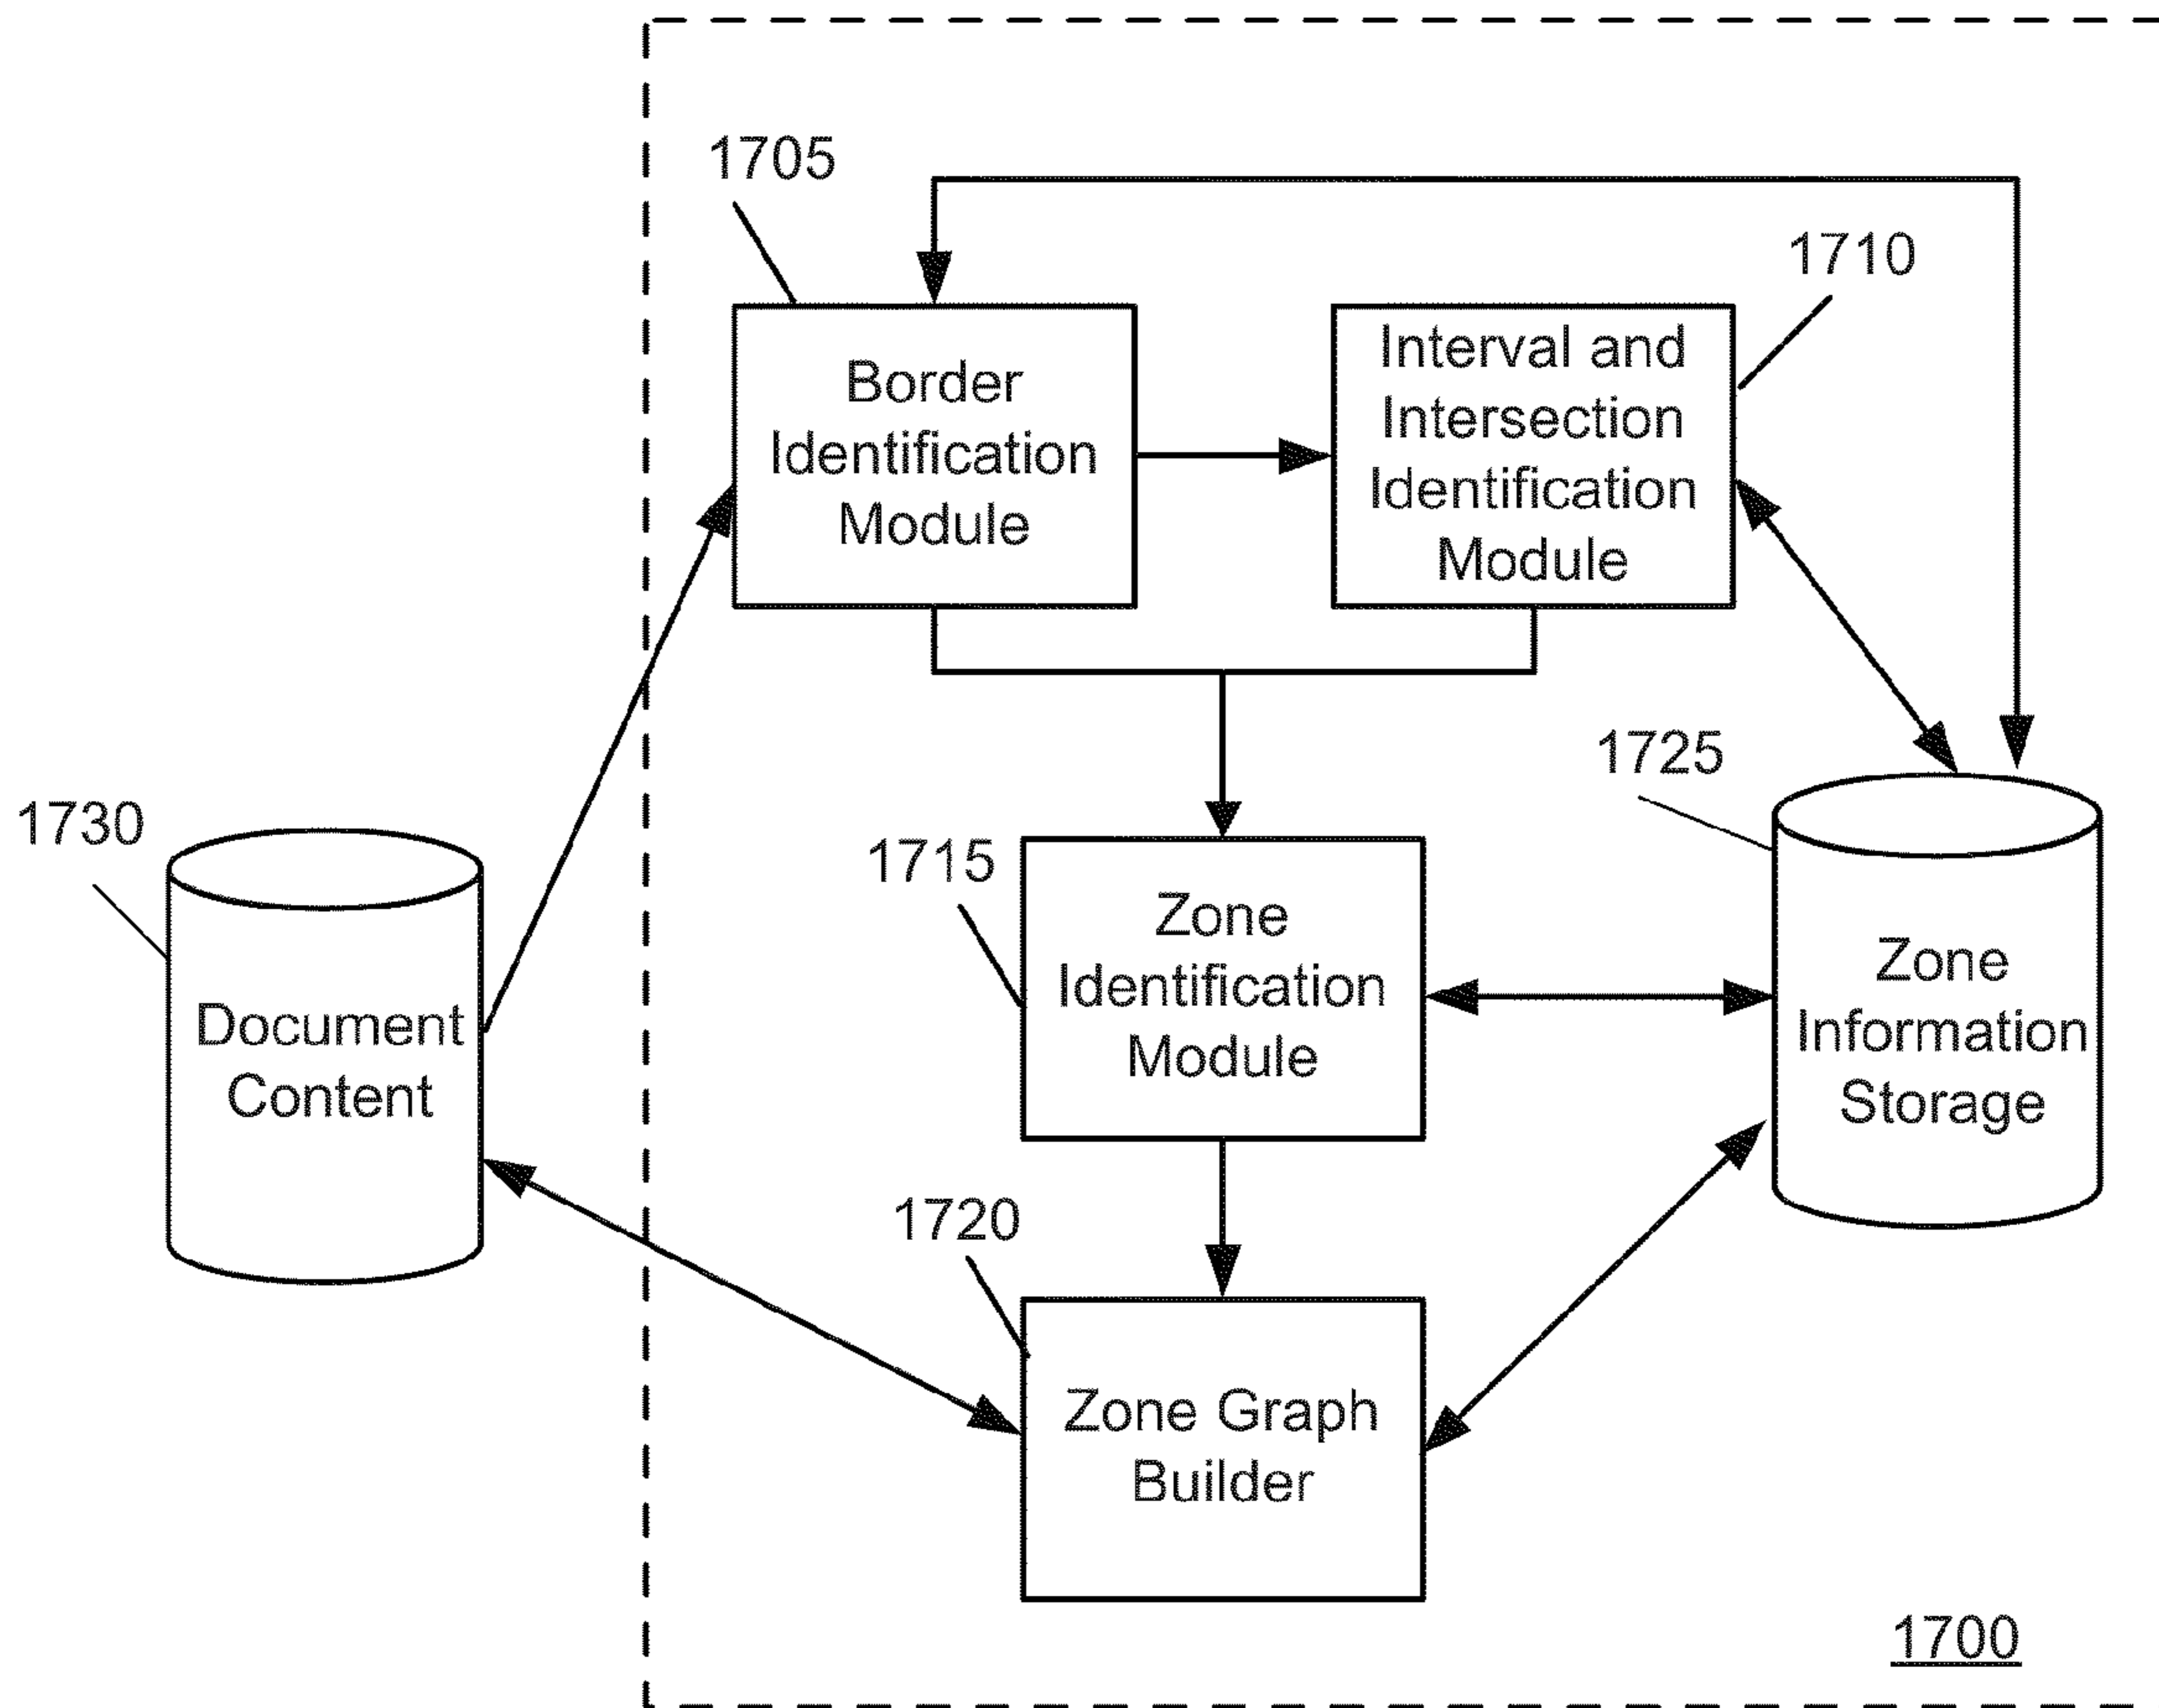 1705
1710
Border
Identification
Module
Interval and
Intersection
Identification
Module
1725
1730
1715
Zone
Identification
Module
Zone
Information
Storage
Document
Content
1720
Zone Graph
Builder
1700